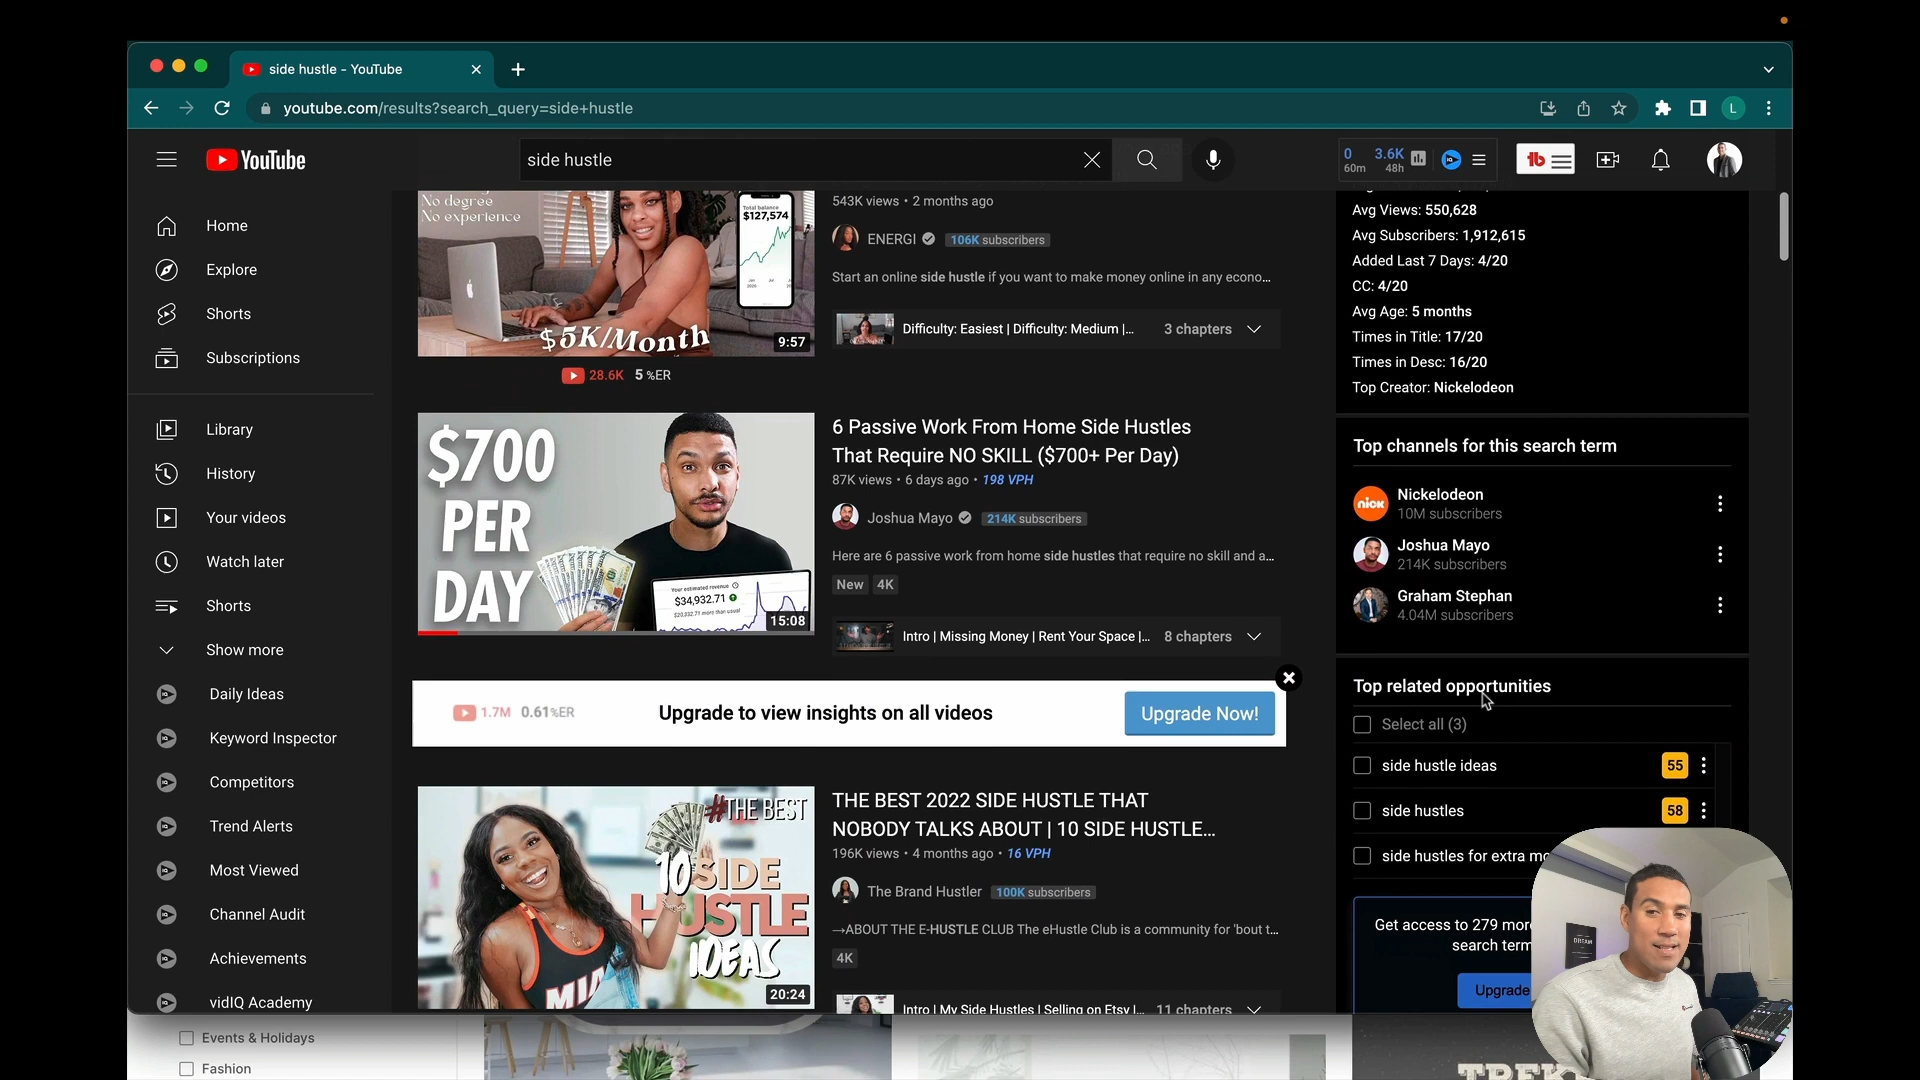 side hustle - YouTube
youtube.com/results?search_query=side+hustle
L
YouTube
side hustle
0
60m
3.6K
48h
tb
Home
Explore
Shorts
Subscriptions
Library
History
Your videos
Watch later
Shorts
Show more
Daily Ideas
Keyword Inspector
Competitors
Trend Alerts
Most Viewed
Channel Audit
Achievements
vidIQ Academy
No degree
No experience
Total balance
$127,574
$5K/Month
9:57
28.6K 5 %ER
543K views • 2 months ago
ENERGI 106K subscribers
Start an online side hustle if you want to make money online in any econo...
Difficulty: Easiest | Difficulty: Medium |... 3 chapters
$700
PER
DAY
Your estimated revenue
$34,932.71
15:08
6 Passive Work From Home Side Hustles
That Require NO SKILL ($700+ Per Day)
87K views • 6 days ago • 198 VPH
Joshua Mayo 214K subscribers
Here are 6 passive work from home side hustles that require no skill and a...
New 4K
Intro | Missing Money | Rent Your Space |... 8 chapters
1.7M 0.61%ER
Upgrade to view insights on all videos
Upgrade Now!
#THE BEST
10 SIDE
HUSTLE
IDEAS
MIA
20:24
THE BEST 2022 SIDE HUSTLE THAT
NOBODY TALKS ABOUT | 10 SIDE HUSTLE...
196K views • 4 months ago • 16 VPH
The Brand Hustler 100K subscribers
→ABOUT THE E-HUSTLE CLUB The eHustle Club is a community for 'bout t...
4K
Intro | My Side Hustles | Selling on Etsy |... 11 chapters
Avg Views: 550,628
Avg Subscribers: 1,912,615
Added Last 7 Days: 4/20
CC: 4/20
Avg Age: 5 months
Times in Title: 17/20
Times in Desc: 16/20
Top Creator: Nickelodeon
Top channels for this search term
nick
Nickelodeon
10M subscribers
Joshua Mayo
214K subscribers
Graham Stephan
4.04M subscribers
Top related opportunities
Select all (3)
side hustle ideas 55
side hustles 58
side hustles for extra mo
Get access to 279 more
search term
Upgrade
DREAM
Events & Holidays
Fashion